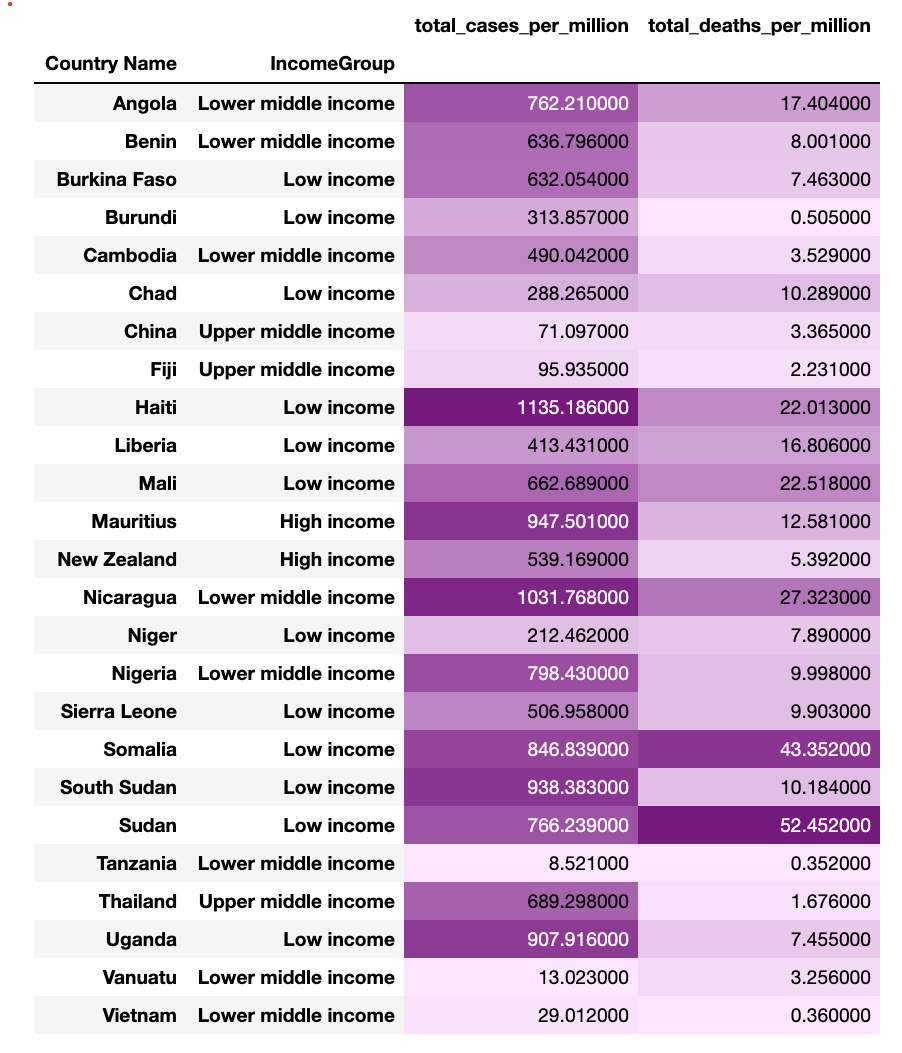 total_cases_per_million total_deaths_per_million
Country Name IncomeGroup
Angola Lower middle income 762.210000 17.404000
Benin Lower middle income 636.796000 8.001000
Burkina Faso Low income 632.054000 7.463000
Burundi Low income 313.857000 0.505000
Cambodia Lower middle income 490.042000 3.529000
Chad Low income 288.265000 10.289000
China Upper middle income 71.097000 3.365000
Fiji Upper middle income 95.935000 2.231000
Haiti Low income 1135.186000 22.013000
Liberia Low income 413.431000 16.806000
Mali Low income 662.689000 22.518000
Mauritius High income 947.501000 12.581000
New Zealand High income 539.169000 5.392000
Nicaragua Lower middle income 1031.768000 27.323000
Niger Low income 212.462000 7.890000
Nigeria Lower middle income 798.430000 9.998000
Sierra Leone Low income 506.958000 9.903000
Somalia Low income 846.839000 43.352000
South Sudan Low income 938.383000 10.184000
Sudan Low income 766.239000 52.452000
Tanzania Lower middle income 8.521000 0.352000
Thailand Upper middle income 689.298000 1.676000
Uganda Low income 907.916000 7.455000
Vanuatu Lower middle income 13.023000 3.256000
Vietnam Lower middle income 29.012000 0.360000